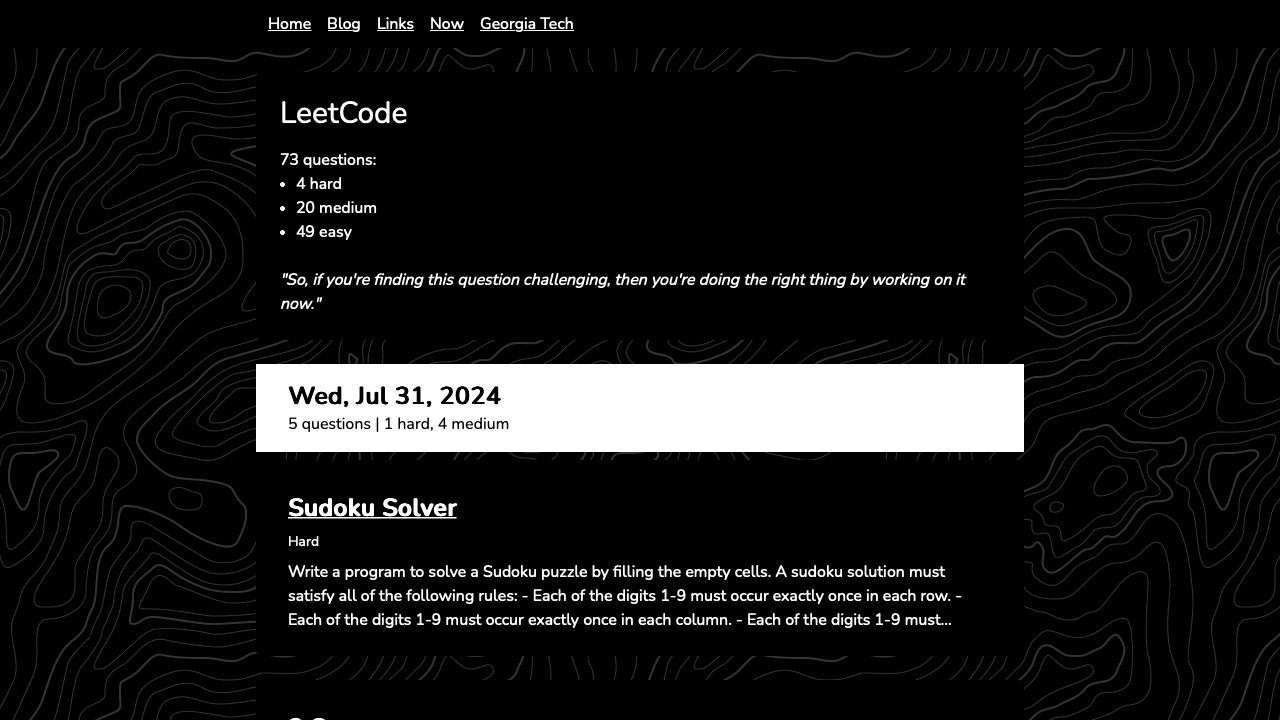 Home Blog Links Now Georgia Tech
LeetCode
73 questions:
• 4 hard
• 20 medium
• 49 easy
"So, if you're finding this question challenging, then you're doing the right thing by working on it
now."
Wed, Jul 31, 2024
5 questions | 1 hard, 4 medium
Sudoku Solver
Hard
Write a program to solve a Sudoku puzzle by filling the empty cells. A sudoku solution must
satisfy all of the following rules: - Each of the digits 1-9 must occur exactly once in each row. -
Each of the digits 1-9 must occur exactly once in each column. - Each of the digits 1-9 must...